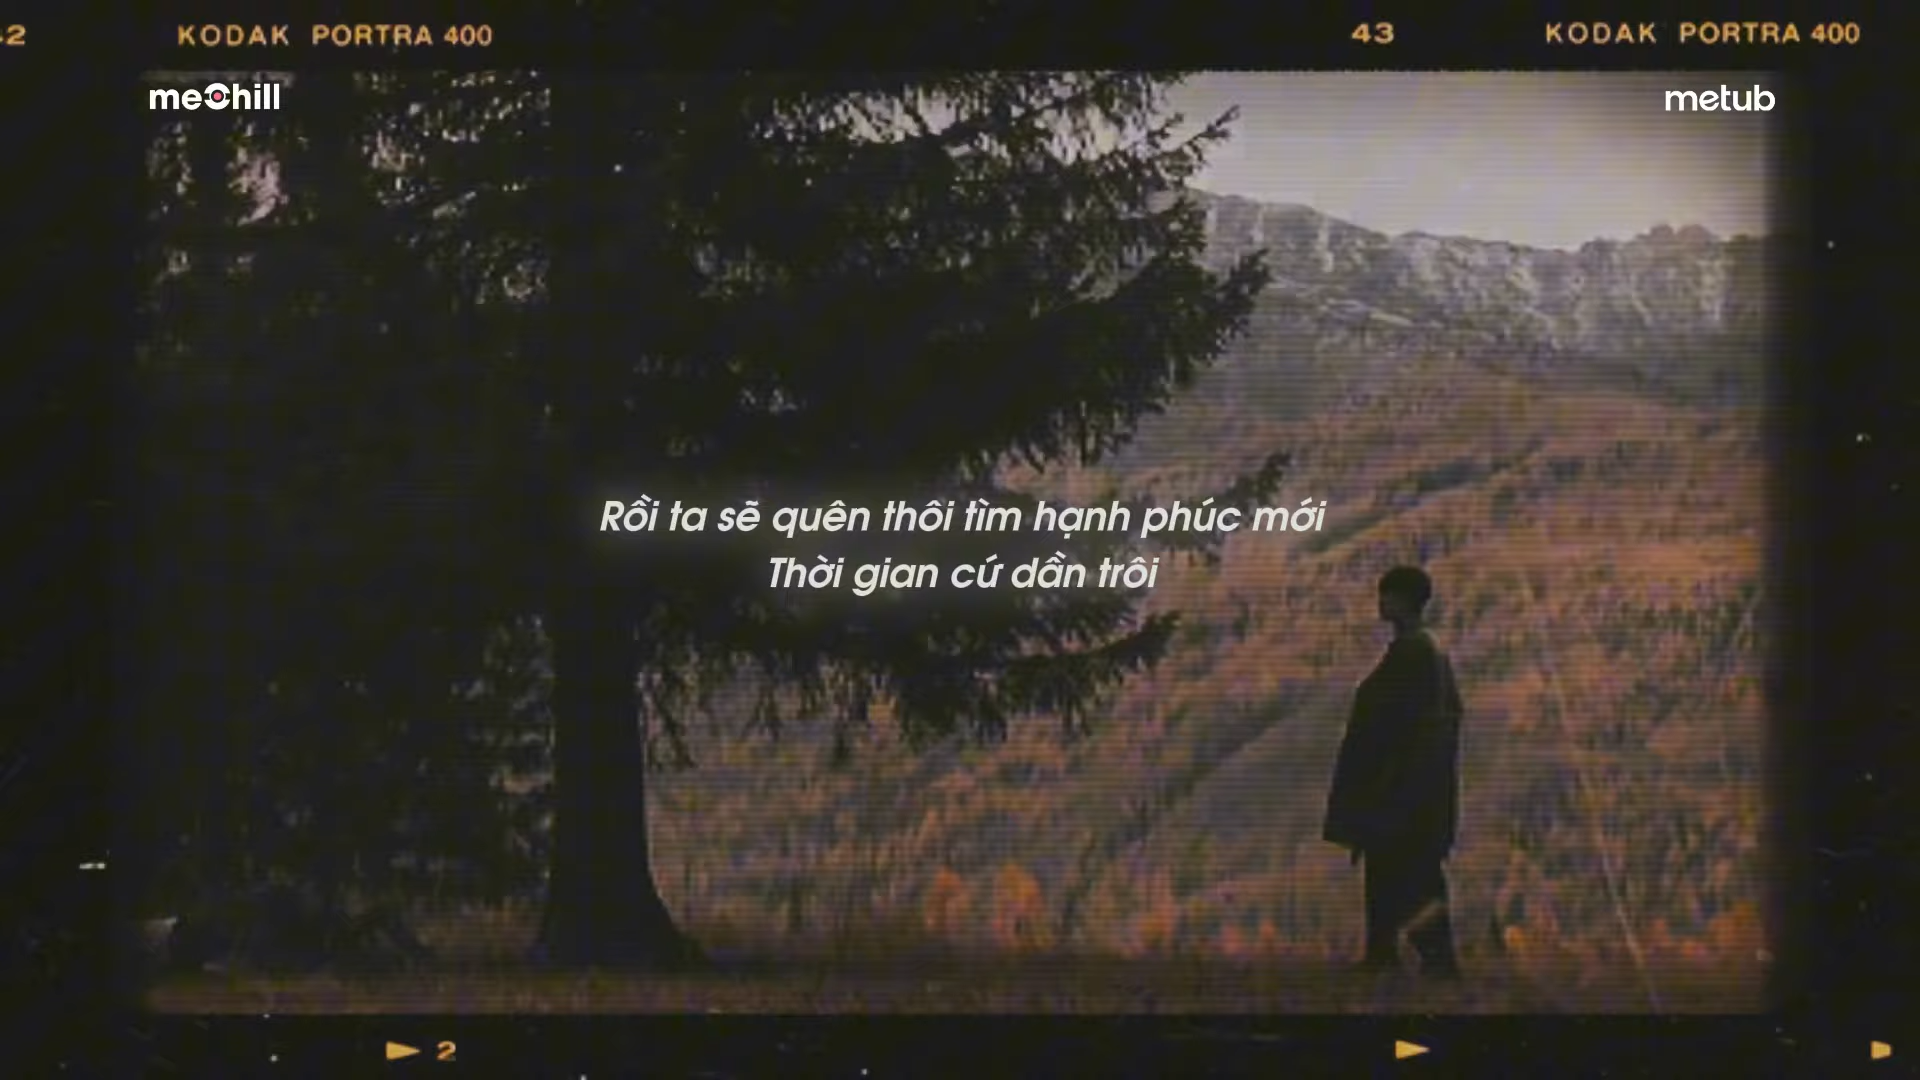 42
KODAK PORTRA 400
43
KODAK PORTRA 400
meChill
metub
Rồi ta sẽ quên thôi tìm hạnh phúc mới
Thời gian cứ dần trôi
2